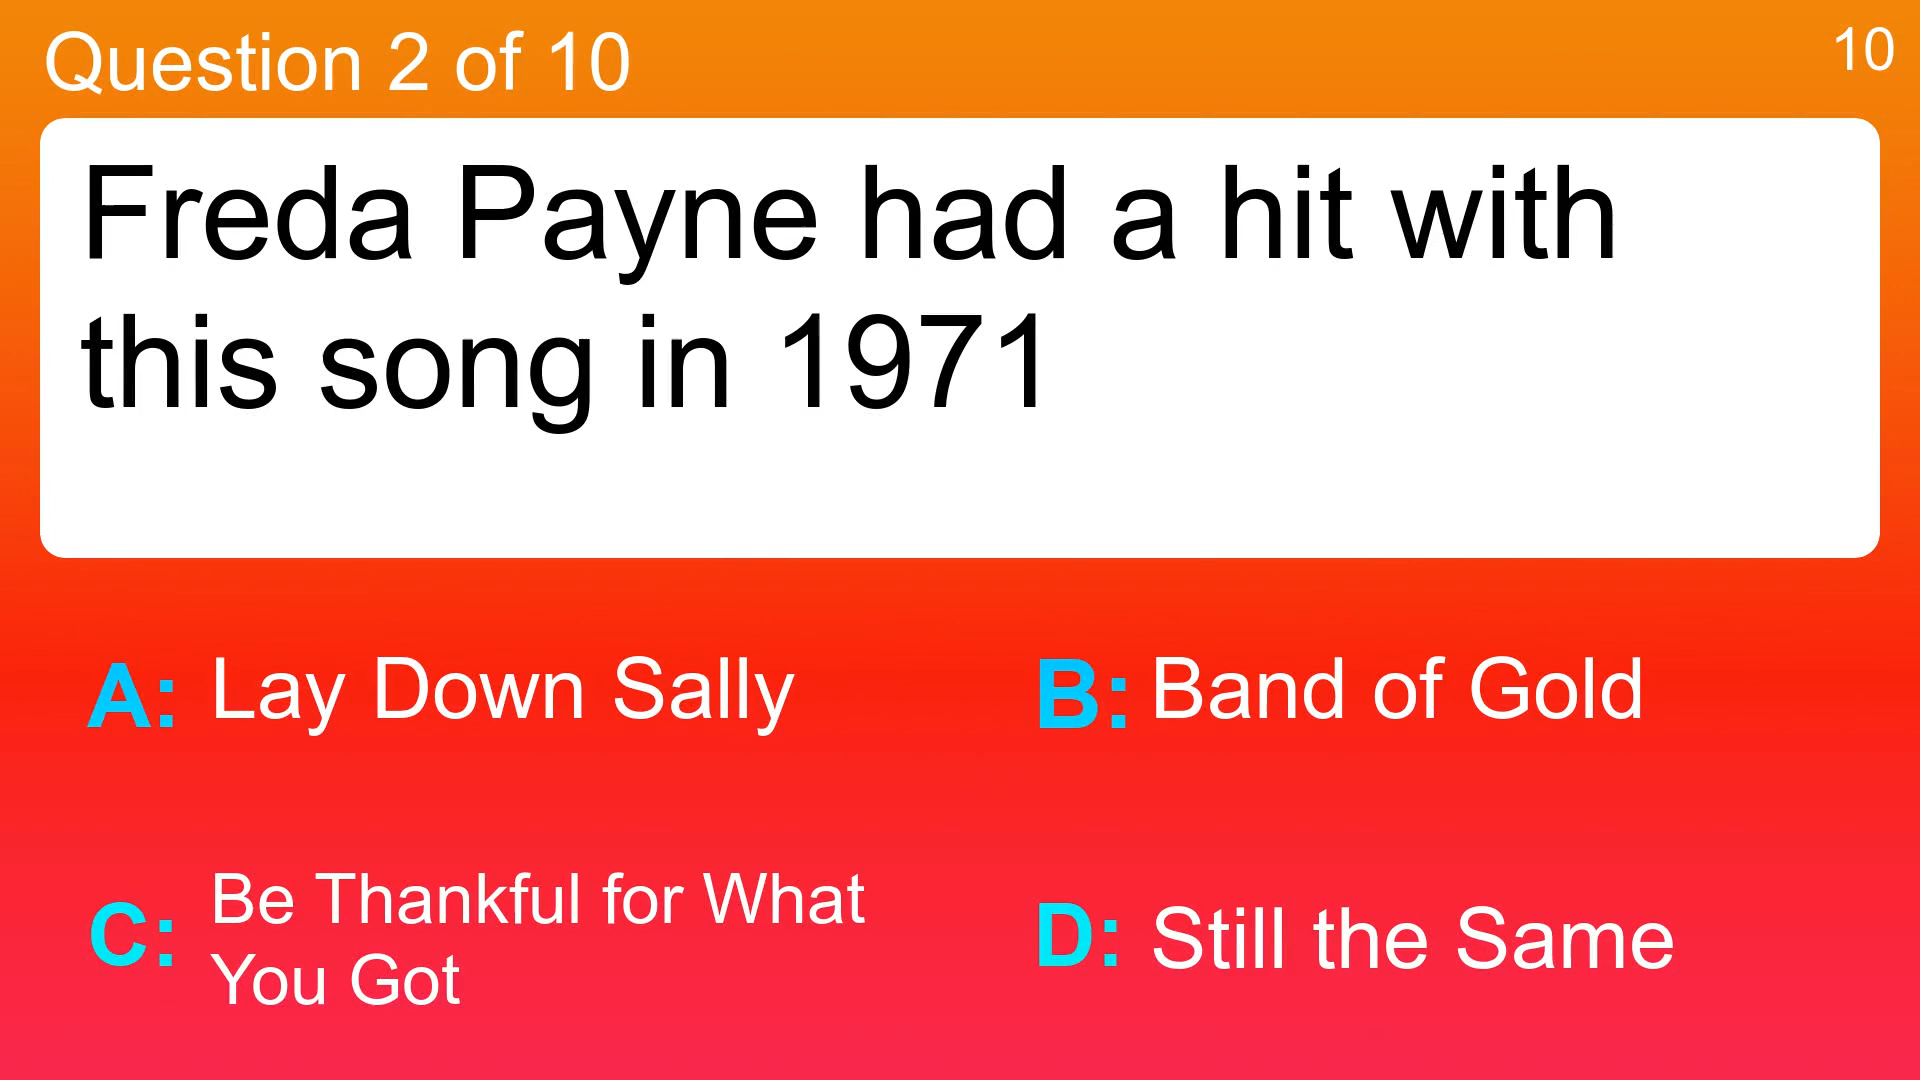 Question 2 of 10
10
Freda Payne had a hit with
this song in 1971
A: Lay Down Sally
B: Band of Gold
C: Be Thankful for What
You Got
D: Still the Same